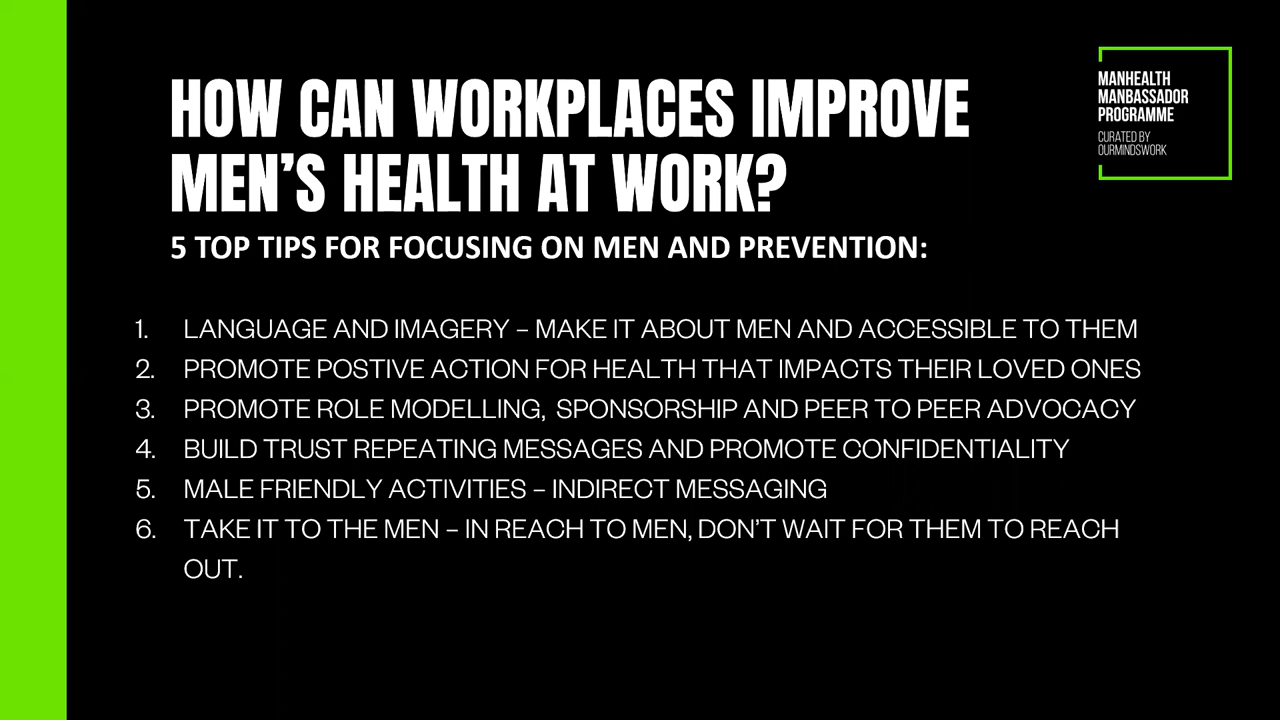 HOW CAN WORKPLACES IMPROVE
MEN'S HEALTH AT WORK?
5 TOP TIPS FOR FOCUSING ON MEN AND PREVENTION:
MANHEALTH
MANBASSADOR
PROGRAMME
CURATED BY
OURMINDSWORK
1. LANGUAGE AND IMAGERY – MAKE IT ABOUT MEN AND ACCESSIBLE TO THEM
2. PROMOTE POSTIVE ACTION FOR HEALTH THAT IMPACTS THEIR LOVED ONES
3. PROMOTE ROLE MODELLING, SPONSORSHIP AND PEER TO PEER ADVOCACY
4. BUILD TRUST REPEATING MESSAGES AND PROMOTE CONFIDENTIALITY
5. MALE FRIENDLY ACTIVITIES – INDIRECT MESSAGING
6. TAKE IT TO THE MEN – IN REACH TO MEN, DON'T WAIT FOR THEM TO REACH
OUT.